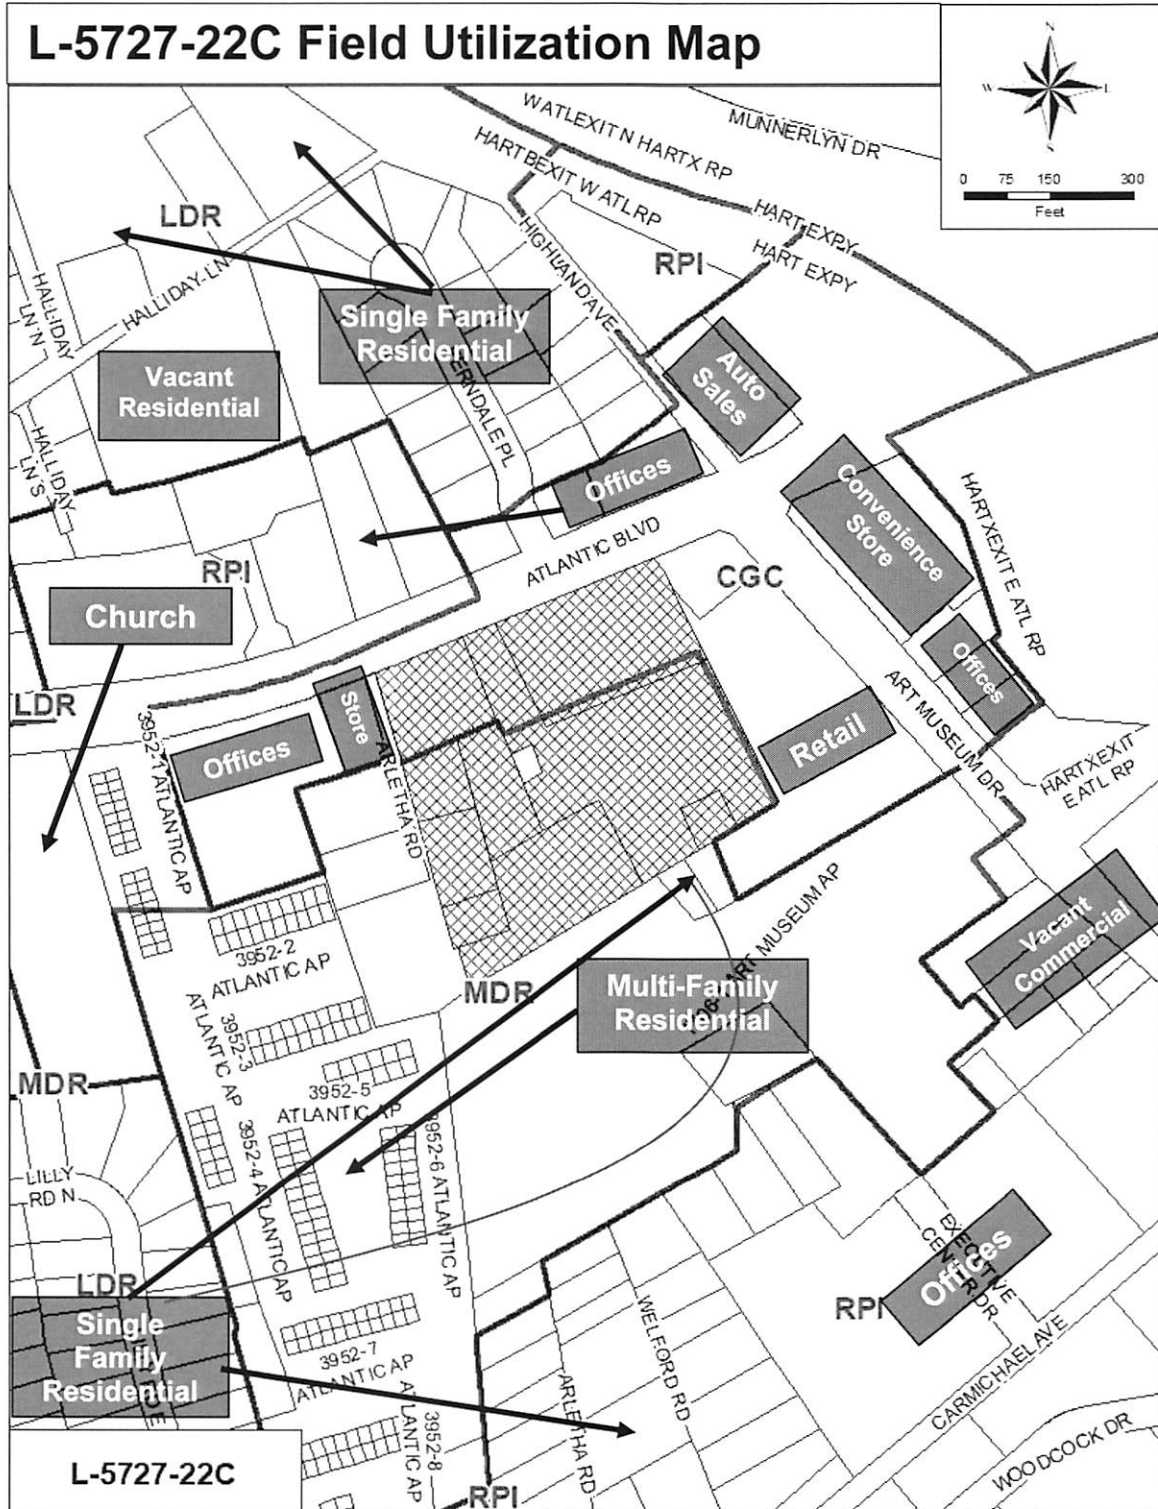 L-5727-22C Field Utilization Map
N
W
S
0 75 150 300
Feet
WATLEXIT N HARTX RP
MUNNERLYN DR
HARTBEXIT W ATL RP
HART EXPY
HART EXPY
LDR
HIGHLAND AVE
RPI
HALLIDAY LN
HALLIDAY
LN N
Single Family
Residential
Auto
Sales
Vacant
Residential
ERNDALE PL
HALLIDAY
LN S
Offices
Convenience
Store
HARTXEXIT E ATL RP
ATLANTIC BLVD
RPI
CGC
Church
Offices
LDR
Store
ART MUSEUM DR
3952-1 ATLANTIC AP
Offices
ARLETHA RD
Retail
HARTXEXIT
E ATL RP
ART MUSEUM AP
Vacant
Commercial
3952-2
ATLANTIC AP
MDR
Multi-Family
Residential
3952-3
ATLANTIC AP
MDR
3952-5
ATLANTIC AP
3952-4 ATLANTIC AP
3952-6 ATLANTIC AP
LILLY
RD N
EXECUTIVE
CENTER DR
Offices
LDR
RPI
Single
Family
Residential
WELFORD RD
3952-7
ATLANTIC AP
ARLETHA RD
CARMICHAEL AVE
3952-8
ATLANTIC AP
WOODCOCK DR
L-5727-22C
RPI